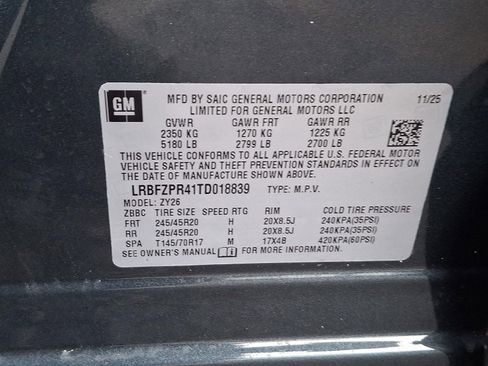 GM
MFD BY SAIC GENERAL MOTORS CORPORATION 11/25
LIMITED FOR GENERAL MOTORS LLC
GVWR GAWR FRT GAWR RR
2350 KG 1270 KG 1225 KG
5180 LB 2799 LB 2700 LB
THIS VEHICLE CONFORMS TO ALL APPLICABLE U.S. FEDERAL MOTOR
VEHICLE SAFETY AND THEFT PREVENTION STANDARDS IN EFFECT ON
THE DATE OF MANUFACTURE SHOWN ABOVE.
LRBFZPR41TD018839 TYPE: M.P.V.
MODEL: ZY26
ZBBC TIRE SIZE SPEED RTG RIM COLD TIRE PRESSURE
FRT 245/45R20 H 20X8.5J 240KPA(35PSI)
RR 245/45R20 H 20X8.5J 240KPA(35PSI)
SPA T145/70R17 M 17X4B 420KPA(60PSI)
SEE OWNER'S MANUAL FOR MORE INFORMATION.